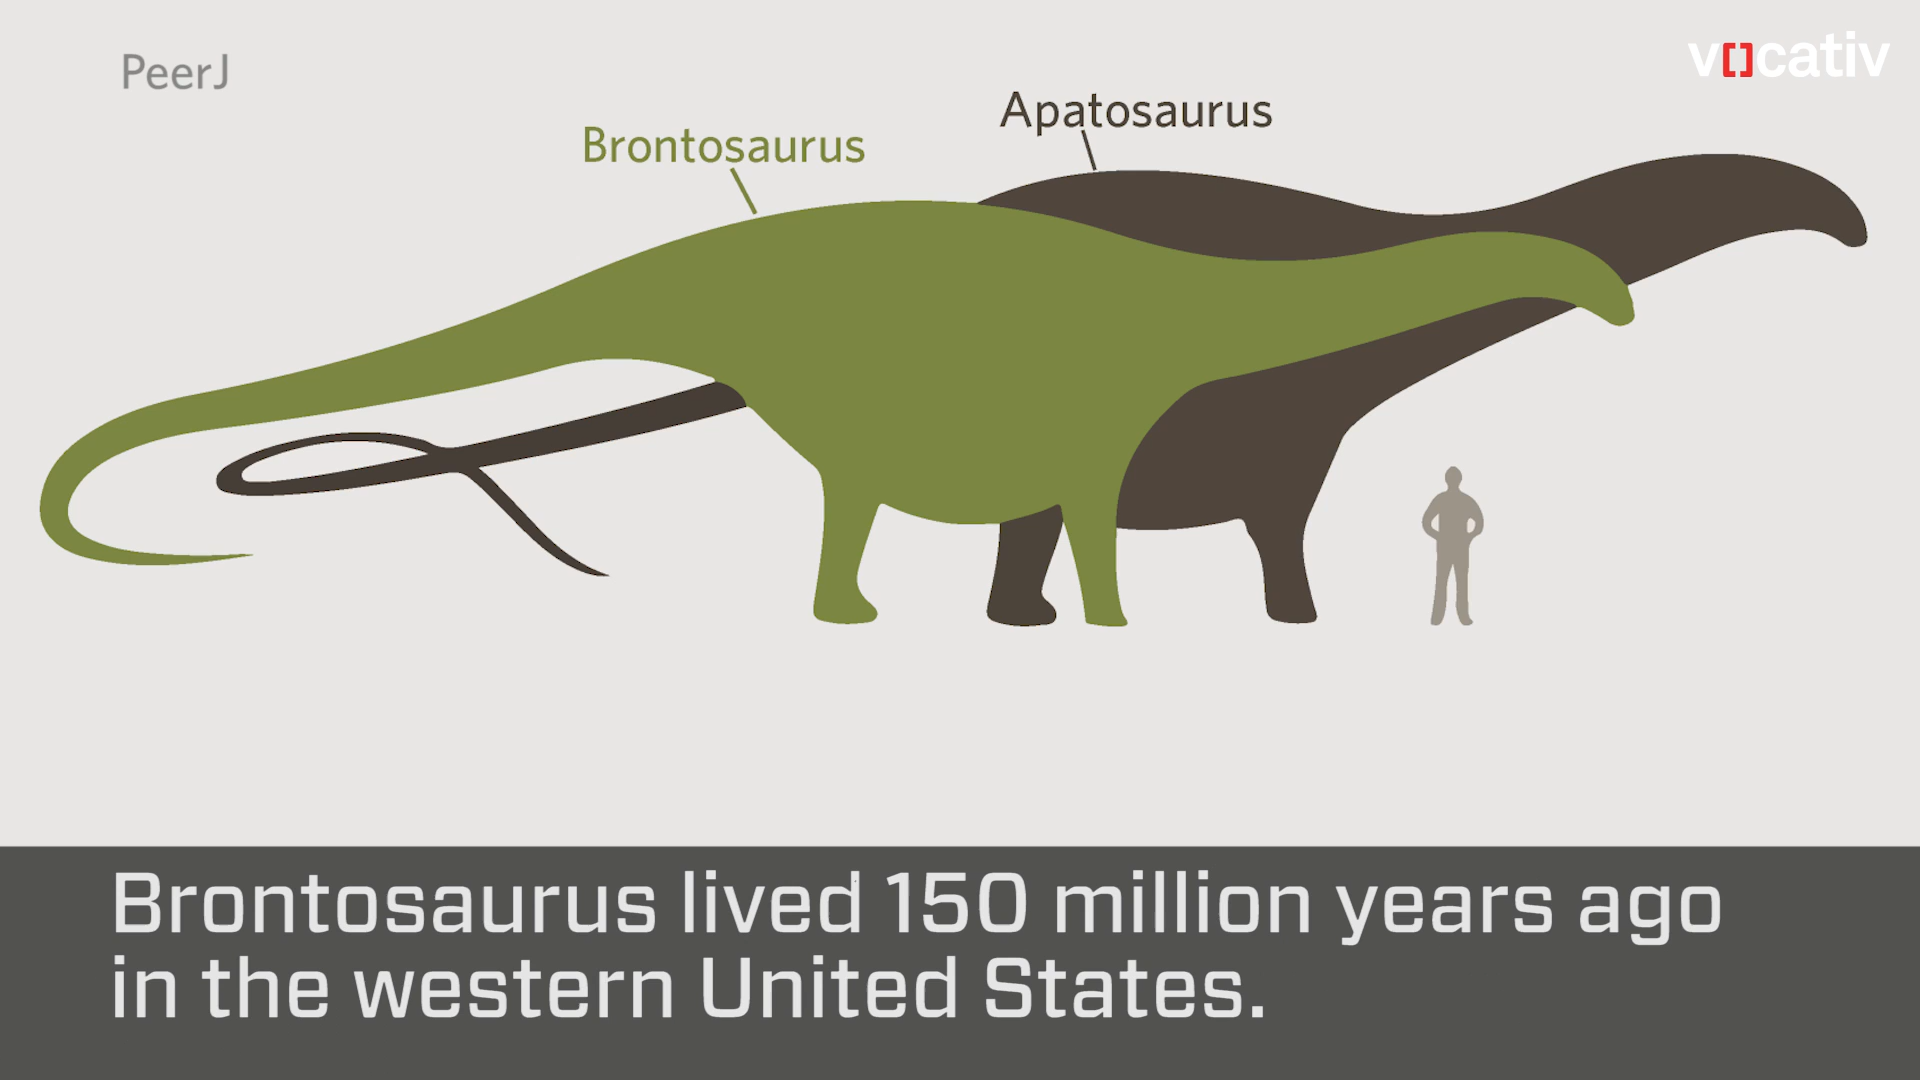 PeerJ
vocativ
Apatosaurus
Brontosaurus
Brontosaurus lived 150 million years ago
in the western United States.